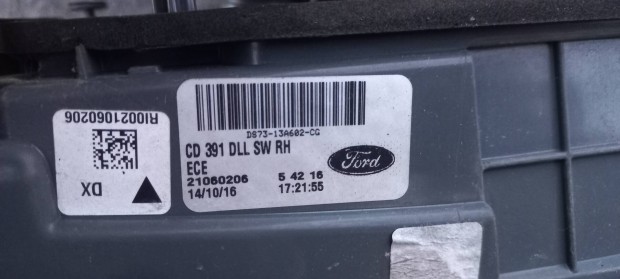 RI0021060206
DX
DS73-13A602-CG
CD 391 DLL SW RH
ECE
Ford
21060206 5 42 16
14/10/16 17:21:55